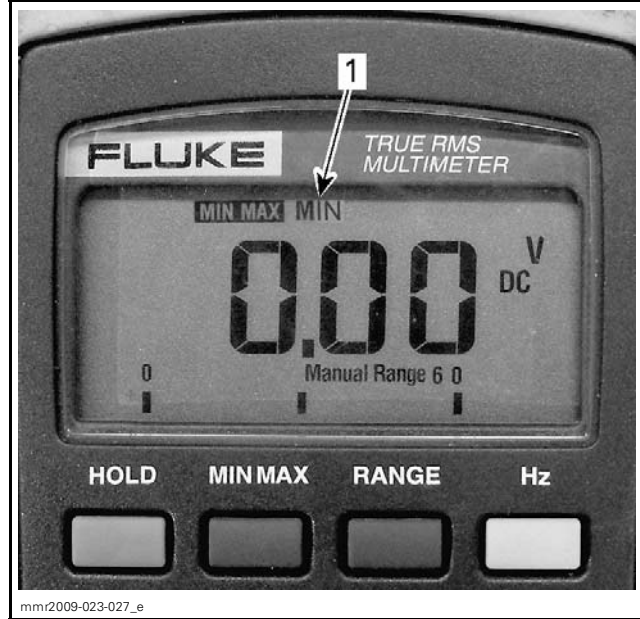 1
FLUKE TRUE RMS
MULTIMETER
MIN MAX MIN
0.00 V
DC
0 Manual Range 6 0
HOLD MIN MAX RANGE Hz
mmr2009-023-027_e